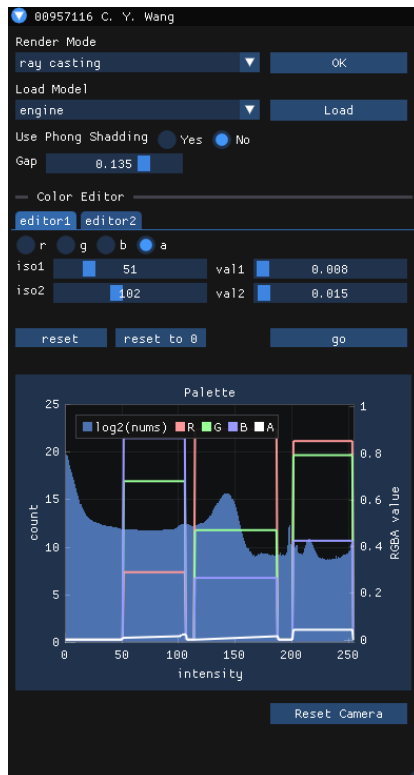 00957116 C. Y. Wang
Render Mode
ray casting OK
Load Model
engine Load
Use Phong Shadding Yes No
Gap 0.135
Color Editor
editor1 editor2
r g b a
iso1 51 val1 0.008
iso2 102 val2 0.015
reset reset to 0 go
Palette
log2(nums) R G B A
25
20
15
10
5
0
count
1
0.8
0.6
0.4
0.2
0
RGBA value
0 50 100 150 200 250
intensity
Reset Camera